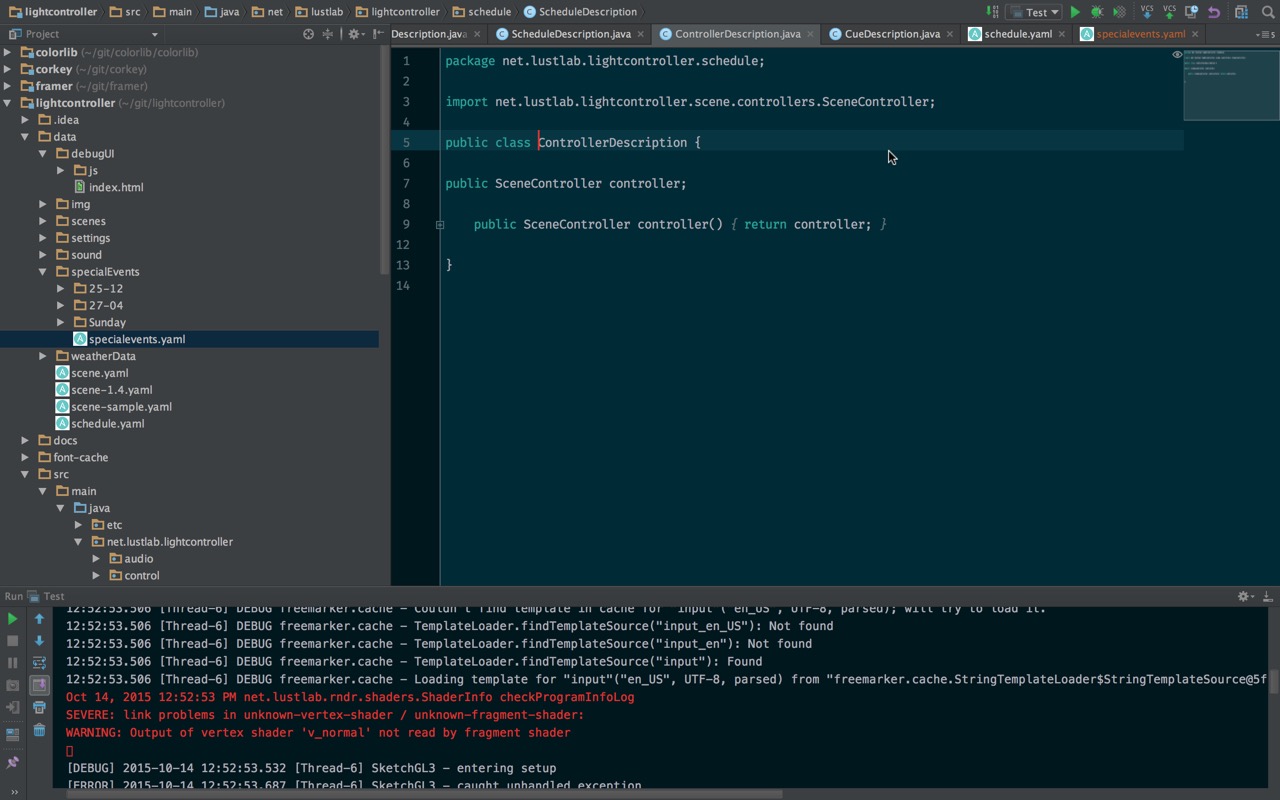 lightcontroller src main java net lustlab lightcontroller schedule ScheduleDescription Test VCS VCS
Project
Description.java ScheduleDescription.java ControllerDescription.java CueDescription.java schedule.yaml specialevents.yaml
colorlib (~/git/colorlib/colorlib)
corkey (~/git/corkey)
framer (~/git/framer)
lightcontroller (~/git/lightcontroller)
.idea
data
debugUI
js
index.html
img
scenes
settings
sound
specialEvents
25-12
27-04
Sunday
specialevents.yaml
weatherData
scene.yaml
scene-1.4.yaml
scene-sample.yaml
schedule.yaml
docs
font-cache
src
main
java
etc
net.lustlab.lightcontroller
audio
control
1 package net.lustlab.lightcontroller.schedule;
2
3 import net.lustlab.lightcontroller.scene.controllers.SceneController;
4
5 public class ControllerDescription {
6
7 public SceneController controller;
8
9 public SceneController controller() { return controller; }
12
13 }
14
Run Test
12:52:53.506 [Thread-6] DEBUG freemarker.cache - Couldn't find template in cache for "input"("en_US", UTF-8, parsed); will try to load it.
12:52:53.506 [Thread-6] DEBUG freemarker.cache - TemplateLoader.findTemplateSource("input_en_US"): Not found
12:52:53.506 [Thread-6] DEBUG freemarker.cache - TemplateLoader.findTemplateSource("input_en"): Not found
12:52:53.506 [Thread-6] DEBUG freemarker.cache - TemplateLoader.findTemplateSource("input"): Found
12:52:53.506 [Thread-6] DEBUG freemarker.cache - Loading template for "input"("en_US", UTF-8, parsed) from "freemarker.cache.StringTemplateLoader$StringTemplateSource@5f
Oct 14, 2015 12:52:53 PM net.lustlab.rndr.shaders.ShaderInfo checkProgramInfoLog
SEVERE: link problems in unknown-vertex-shader / unknown-fragment-shader:
WARNING: Output of vertex shader 'v_normal' not read by fragment shader
[DEBUG] 2015-10-14 12:52:53.532 [Thread-6] SketchGL3 - entering setup
[ERROR] 2015-10-14 12:52:53.687 [Thread-6] SketchGL3 - caught unhandled exception